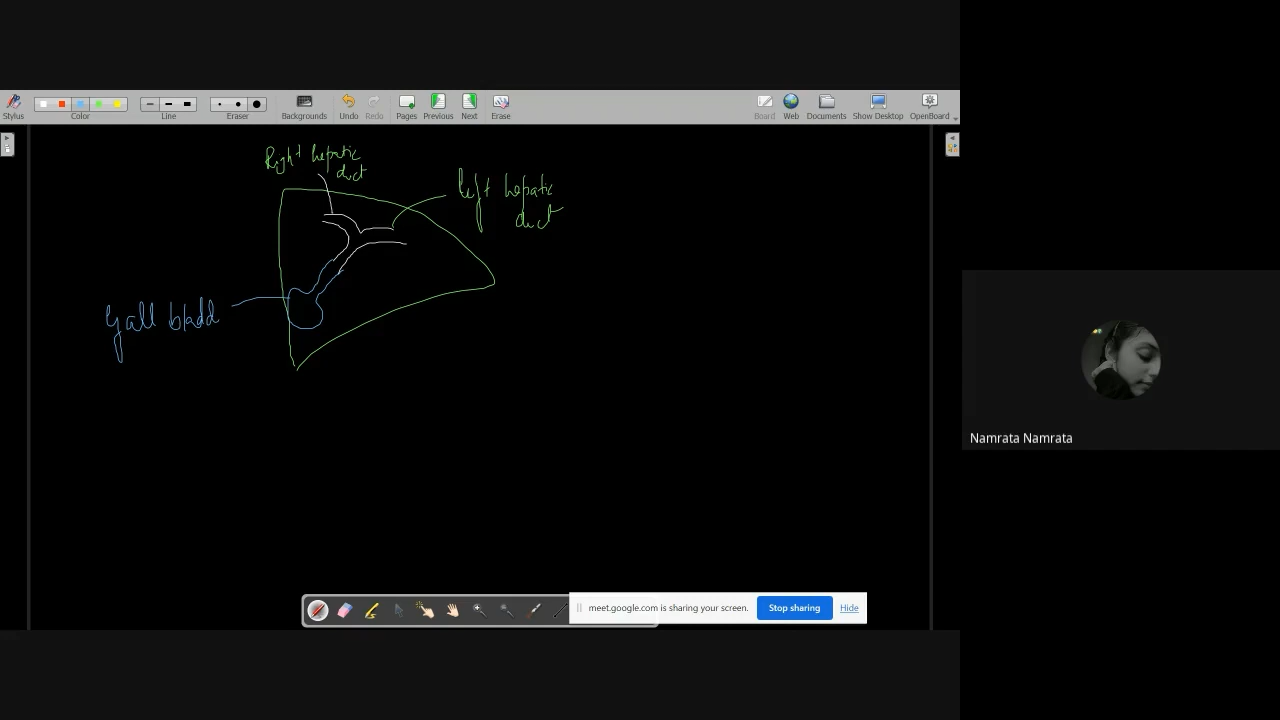 Stylus
Color
Line
Eraser
Backgrounds
Undo
Redo
Pages
Previous
Next
Erase
Board
Web
Documents
Show Desktop
OpenBoard
Right hepatic
duct
left hepatic
duct
gall bladd
Namrata Namrata
meet.google.com is sharing your screen.
Stop sharing
Hide